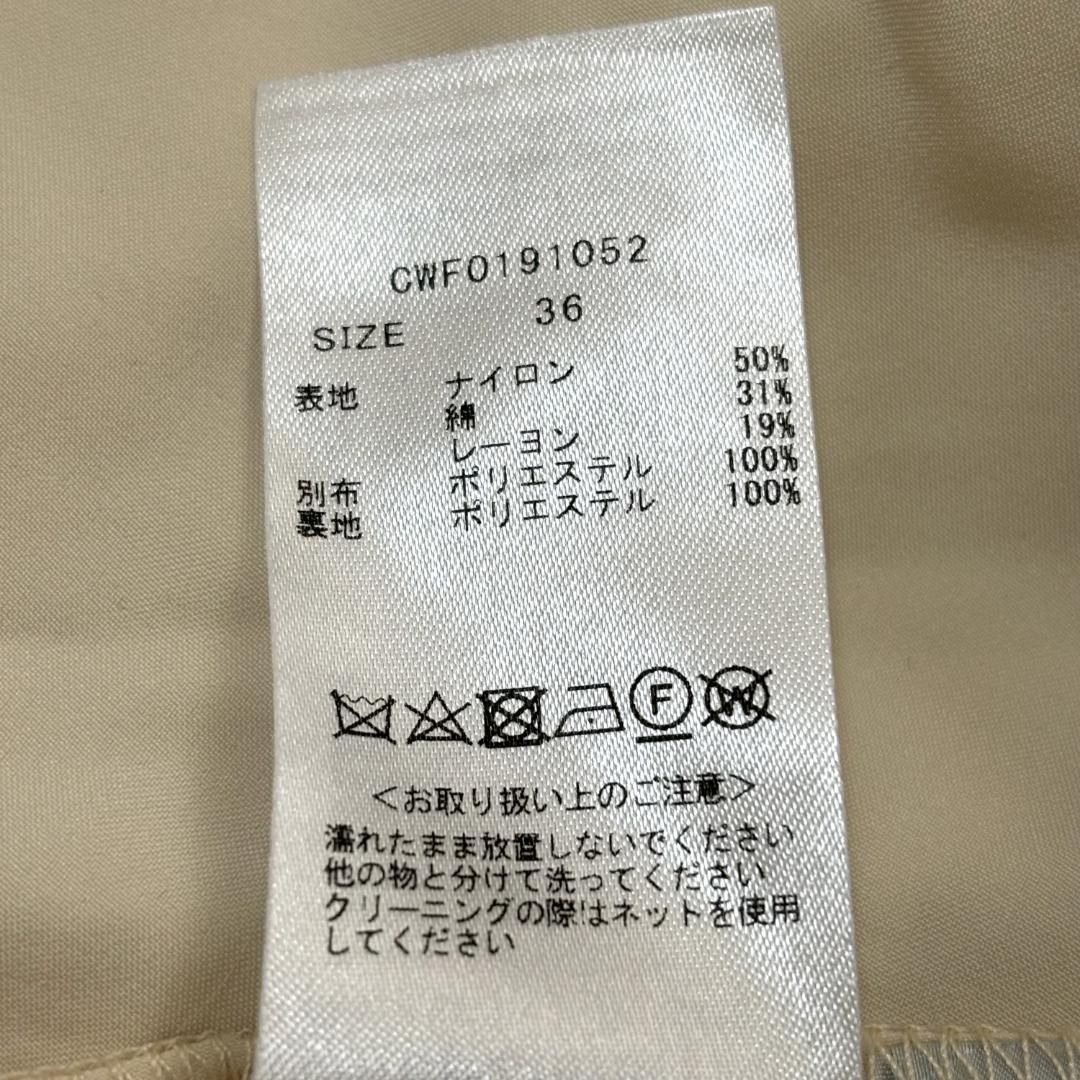 CWF0191052
SIZE 36
表地 ナイロン 50%
綿 31%
レーヨン 19%
別布 ポリエステル 100%
裏地 ポリエステル 100%
F W
＜お取り扱い上のご注意＞
濡れたまま放置しないでください
他の物と分けて洗ってください
クリーニングの際はネットを使用
してください